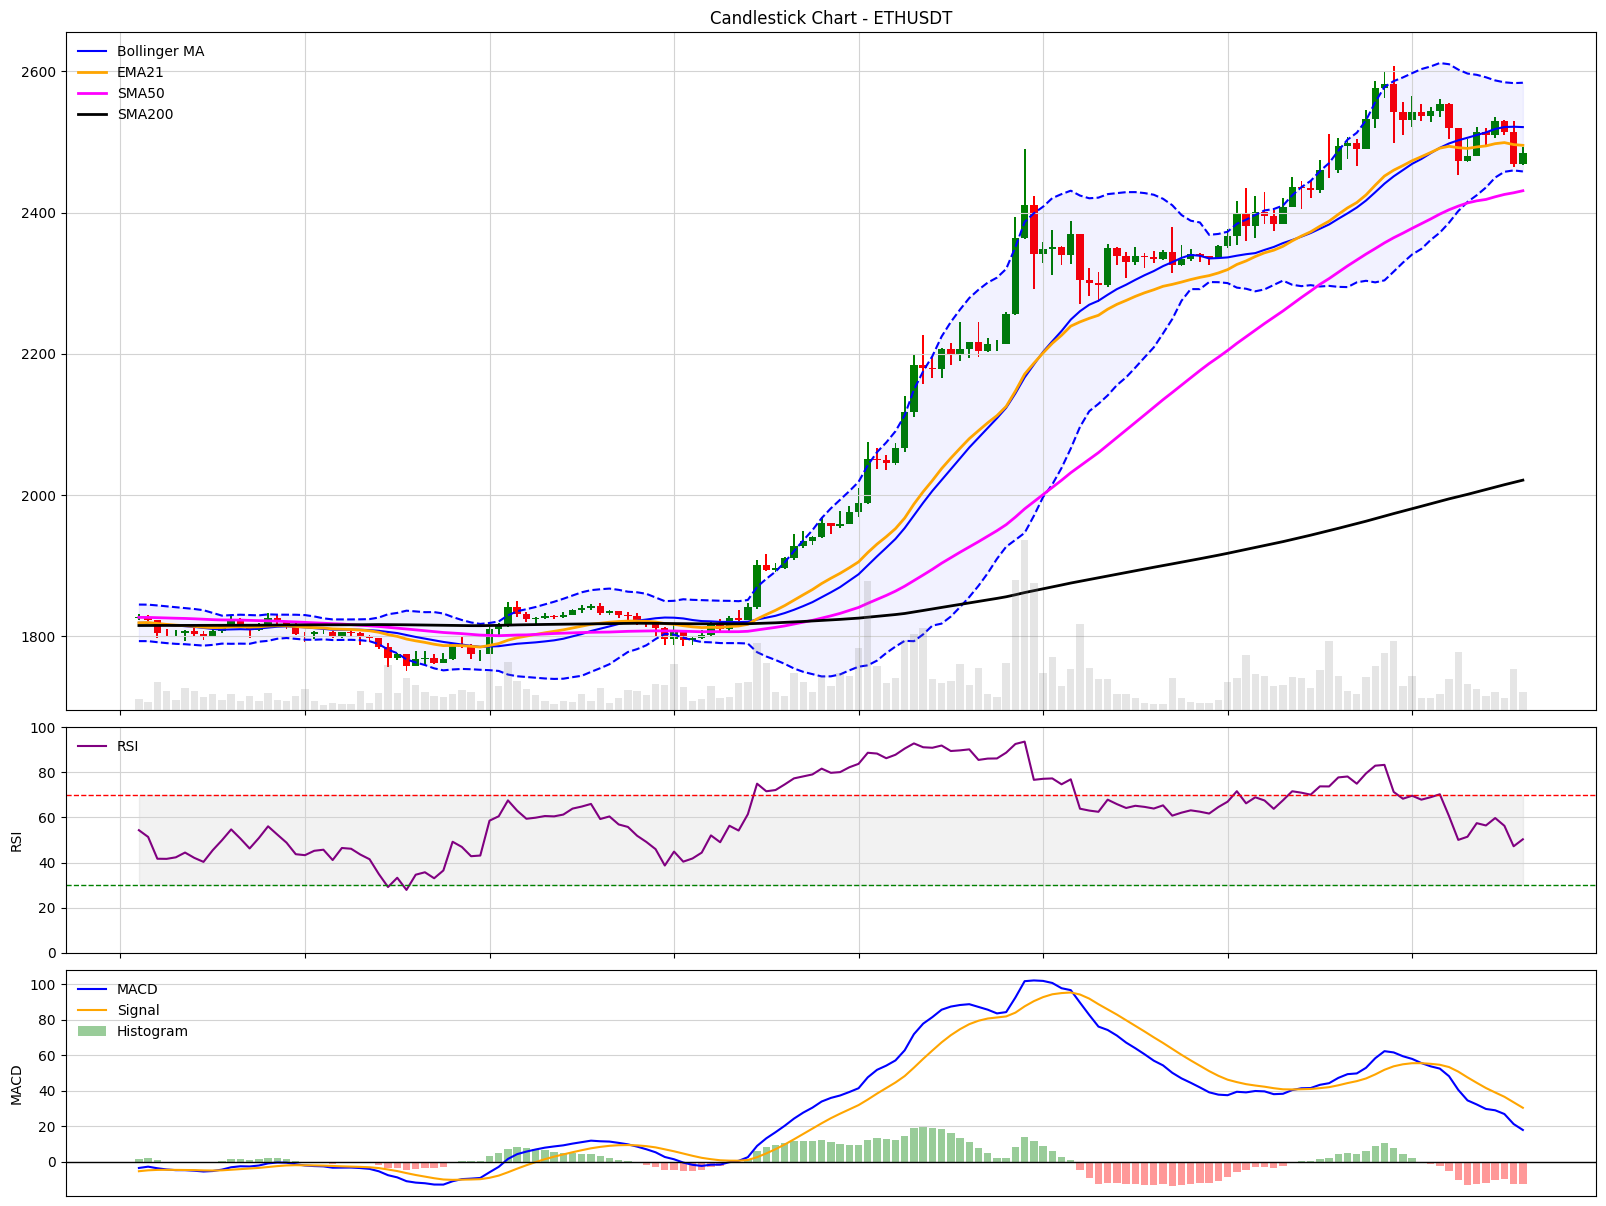 Candlestick Chart - ETHUSDT
Bollinger MA
EMA21
SMA50
SMA200
2600
2400
2200
2000
1800
RSI
100
80
60
40
20
0
RSI
MACD
Signal
Histogram
100
80
60
40
20
0
MACD